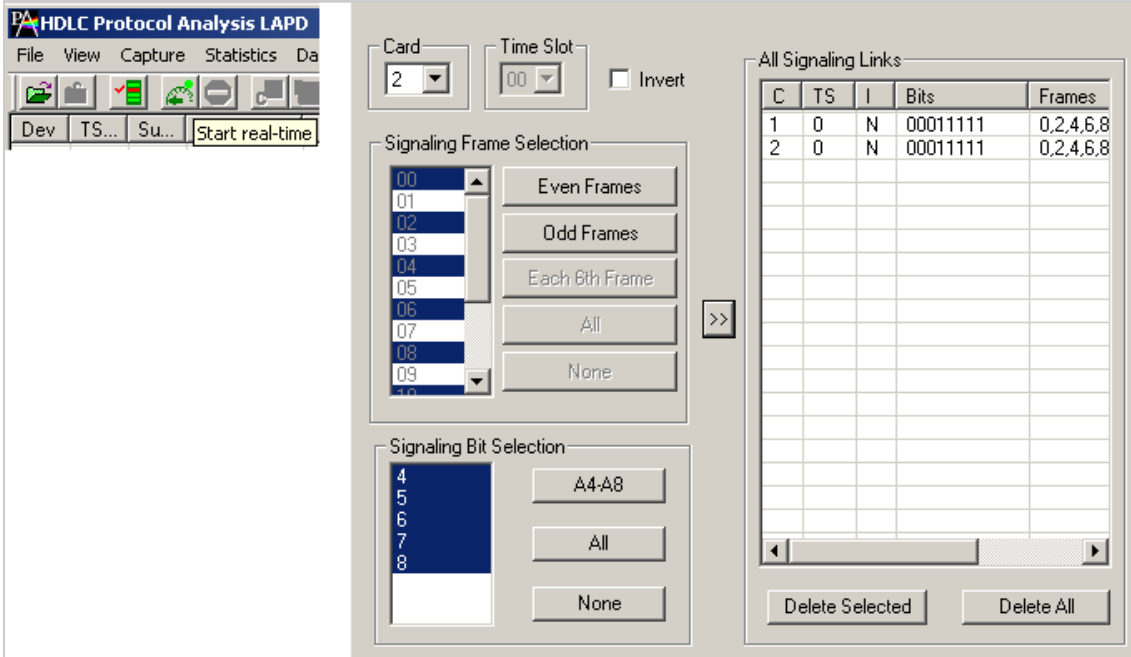 HDLC Protocol Analysis LAPD
File View Capture Statistics Da
Dev TS... Su... Start real-time
Card
2
Time Slot
00
Invert
Signaling Frame Selection
00
01
02
03
04
05
06
07
08
09
10
Even Frames
Odd Frames
Each 6th Frame
All
None
Signaling Bit Selection
4
5
6
7
8
A4-A8
All
None
>>
All Signaling Links
C TS I Bits Frames
1 0 N 00011111 0,2,4,6,8
2 0 N 00011111 0,2,4,6,8
Delete Selected Delete All